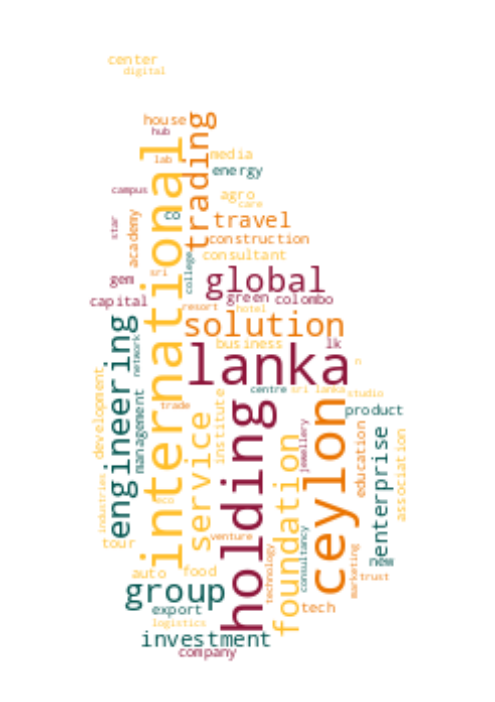 center
digital
house
hub
trading
international
lab
media
energy
campus
agro
care
co
star
academy
travel
construction
college
consultant
sri
gem
global
capital
green
colombo
resort
hotel
engineering
solution
network
business
lk
lanka
n
development
management
centre
sri lanka
studio
trade
institute
holding
ceylon
product
service
jewellery
education
enterprise
association
foundation
industries
eco
tour
venture
consultancy
technology
marketing
new
auto
food
trust
group
export
tech
logistics
investment
company